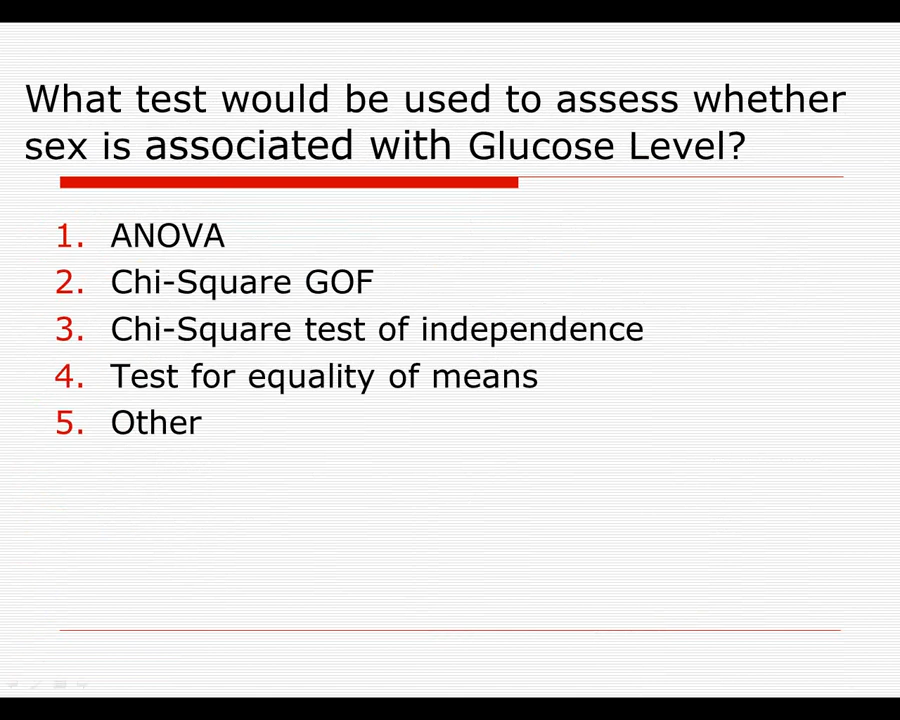 What test would be used to assess whether
sex is associated with Glucose Level?
1. ANOVA
2. Chi-Square GOF
3. Chi-Square test of independence
4. Test for equality of means
5. Other